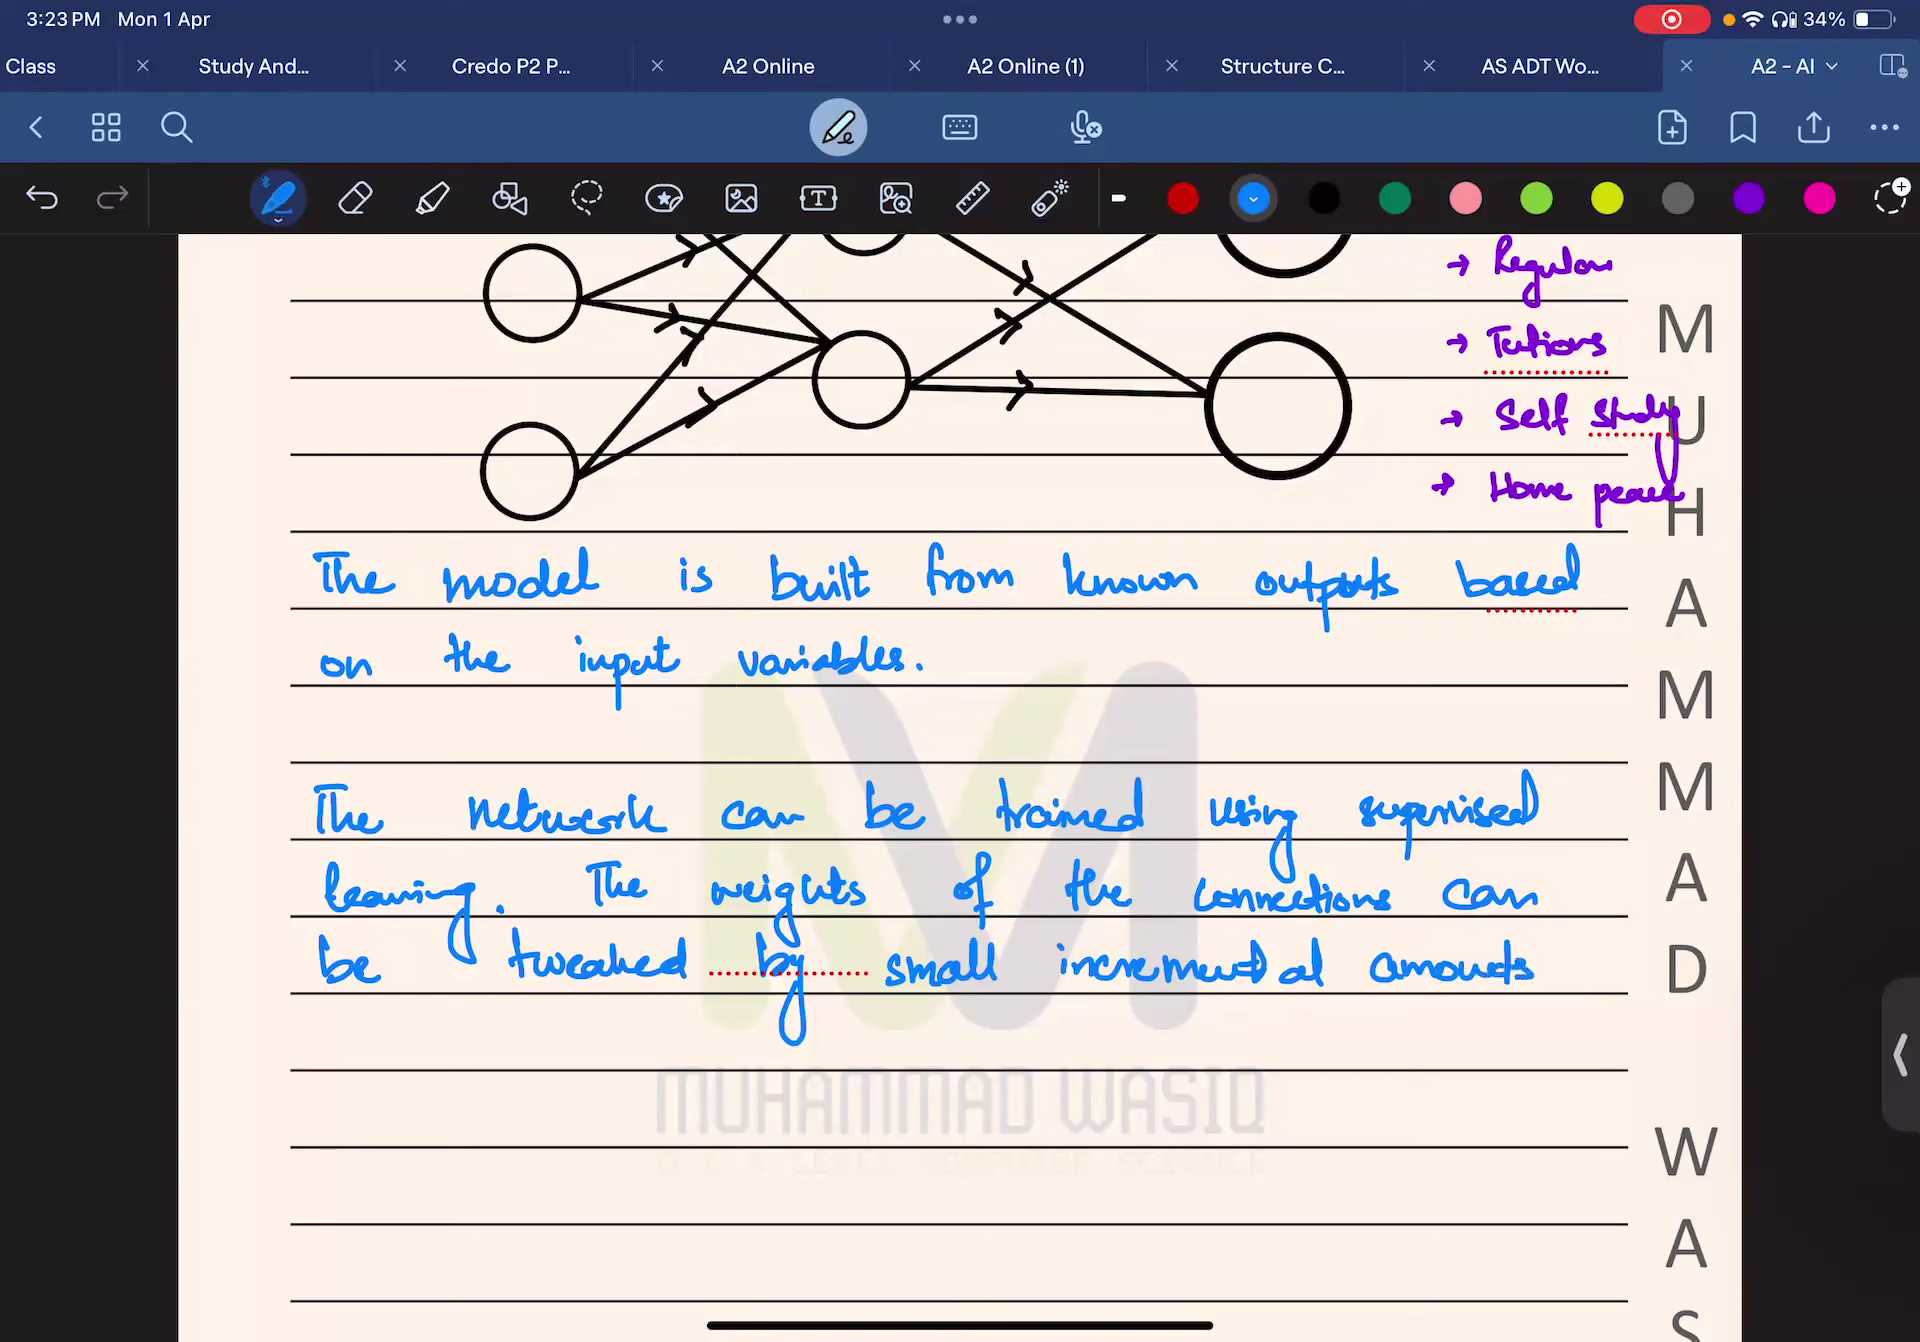 3:23 PM Mon 1 Apr 34%
Class Study And... Credo P2 P... A2 Online A2 Online (1) Structure C... AS ADT Wo... A2 - AI
→ Regular
→ Tutions
→ Self study
→ Home peace
The model is built from known outputs based
on the input variables.
The network can be trained using supervised
learning. The weights of the connections can
be tweaked by small incremental amounts
MUHAMMAD WASIQ
O & A LEVEL COMPUTER SCIENCE
M
U
H
A
M
M
A
D
W
A
S